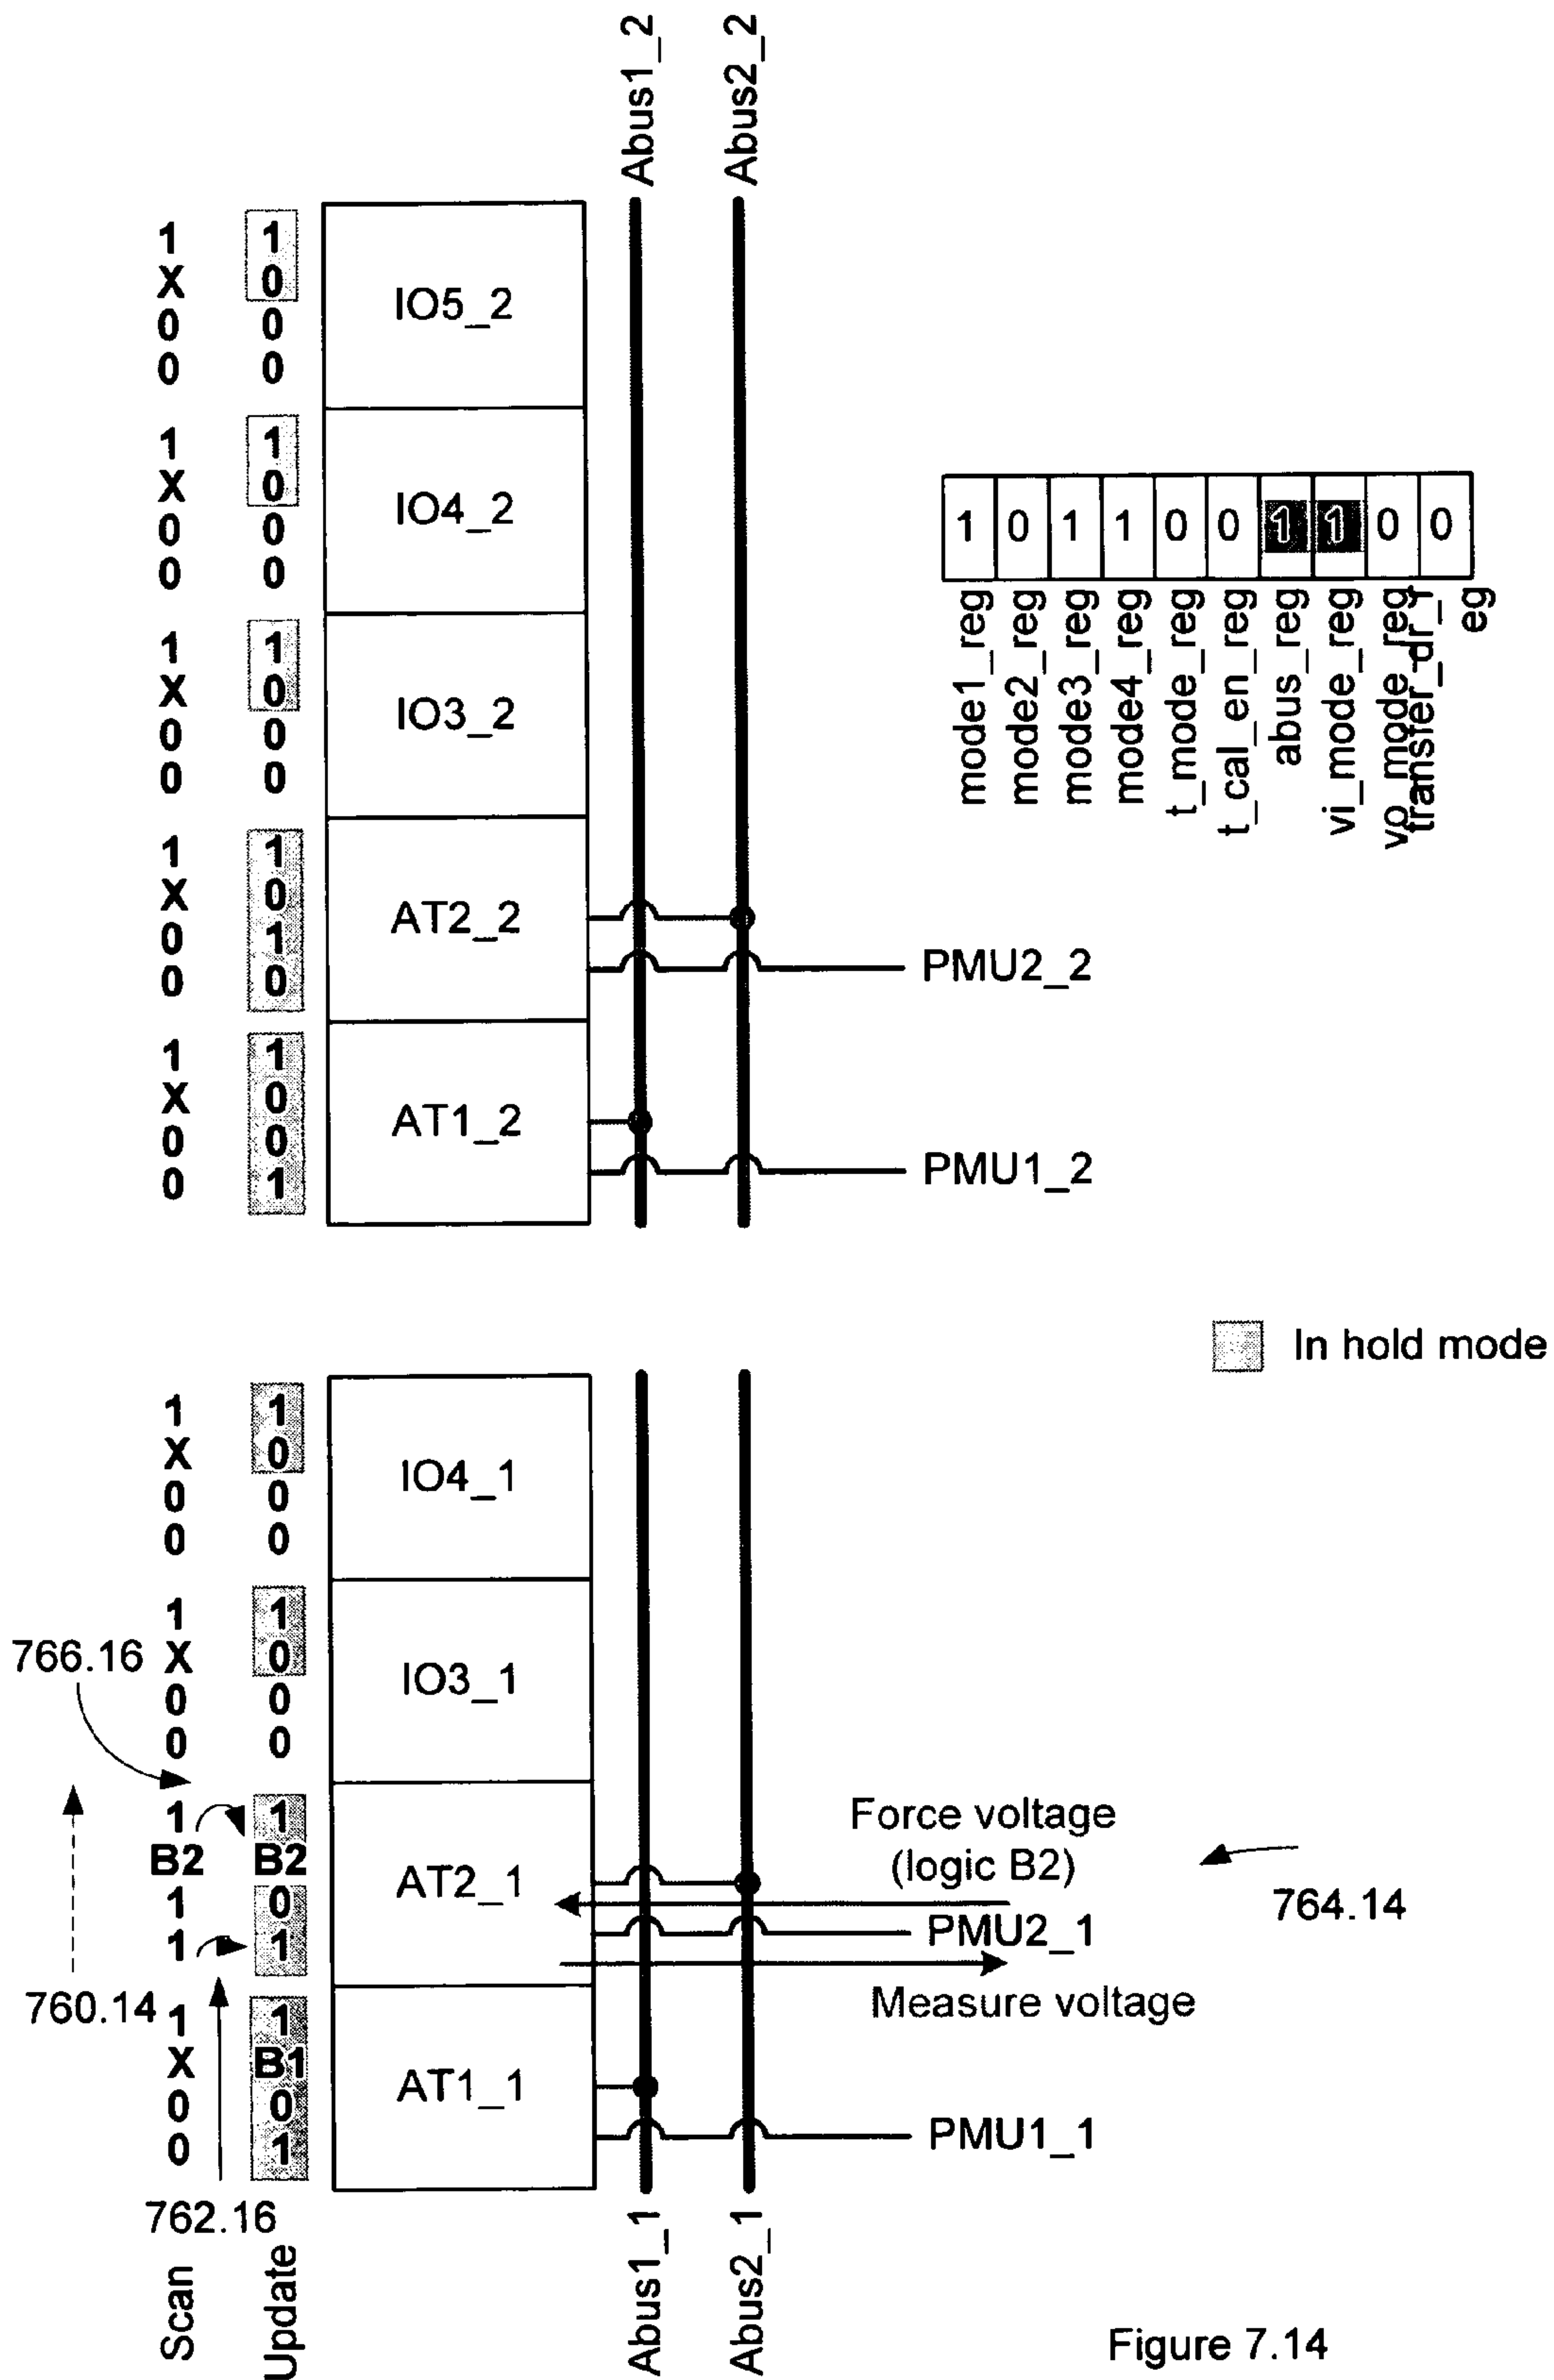 Abus1_2
Abus2_2
1 1
X 0
0 0
0 0
IO5_2
1 1
X 0
0 0
0 0
IO4_2
1 0 1 1 0 0 1 1 0 0
mode1_reg
mode2_reg
mode3_reg
mode4_reg
t_mode_reg
t_cal_en_reg
abus_reg
vi_mode_reg
vo_mode_reg
transfer_dr_r
eg
1 1
X 0
0 0
0 0
IO3_2
1 1
X 0
0 1
0 0
AT2_2
PMU2_2
1 1
X 0
0 0
0 1
AT1_2
PMU1_2
In hold mode
1 1
X 0
0 0
0 0
IO4_1
1 1
766.16 X 0
0 0
0 0
IO3_1
1 1
B2 B2
1 0
1 1
AT2_1
Force voltage
(logic B2)
764.14
PMU2_1
Measure voltage
760.14
1 1
X B1
0 0
0 1
AT1_1
PMU1_1
762.16
Scan
Update
Abus1_1
Abus2_1
Figure 7.14